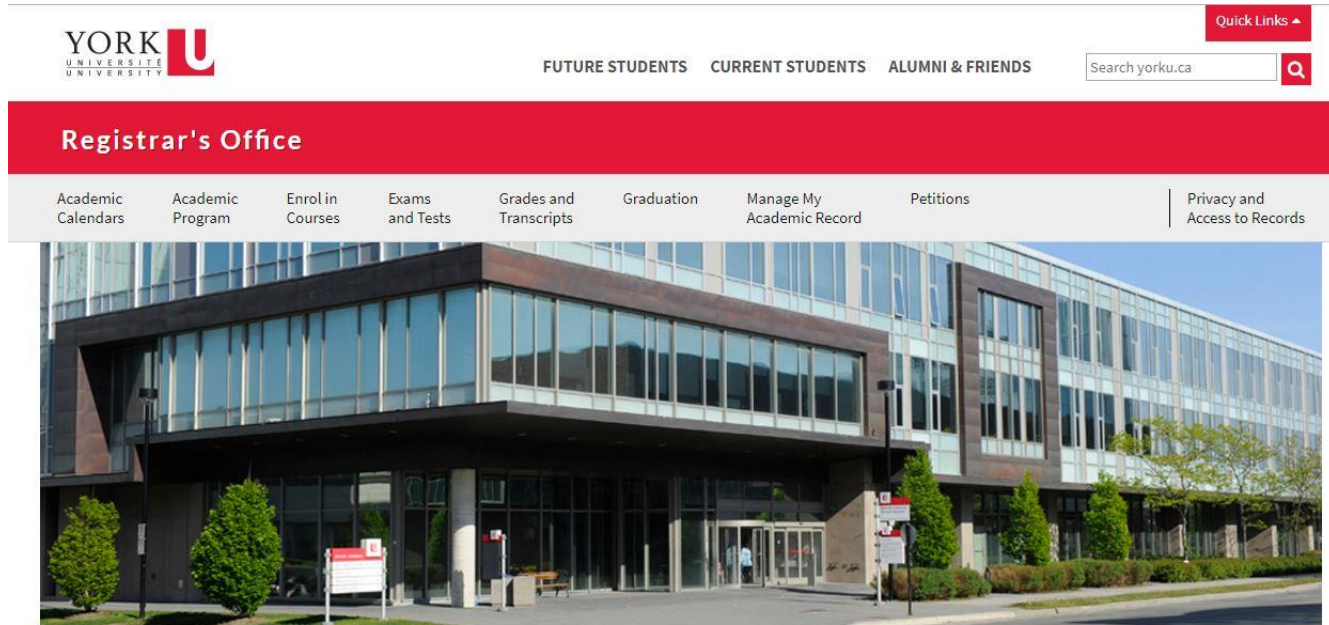 Quick Links
YORK U
UNIVERSITÉ
UNIVERSITY
FUTURE STUDENTS CURRENT STUDENTS ALUMNI & FRIENDS
Search yorku.ca
Registrar's Office
Academic
Calendars
Academic
Program
Enrol in
Courses
Exams
and Tests
Grades and
Transcripts
Graduation
Manage My
Academic Record
Petitions
Privacy and
Access to Records